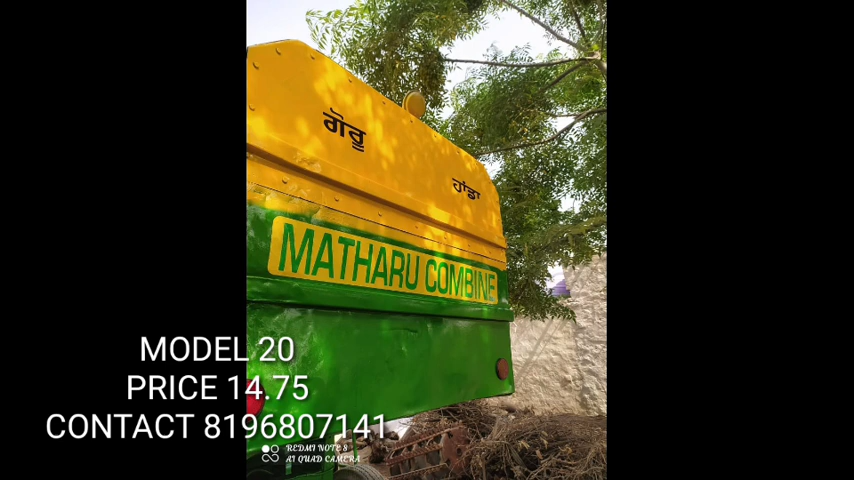 ਗੋਰੂ
ਹਾਂਡਾ
MATHARU COMBINE
MODEL 20
PRICE 14.75
CONTACT 8196807141
REDMI NOTE 8
AI QUAD CAMERA